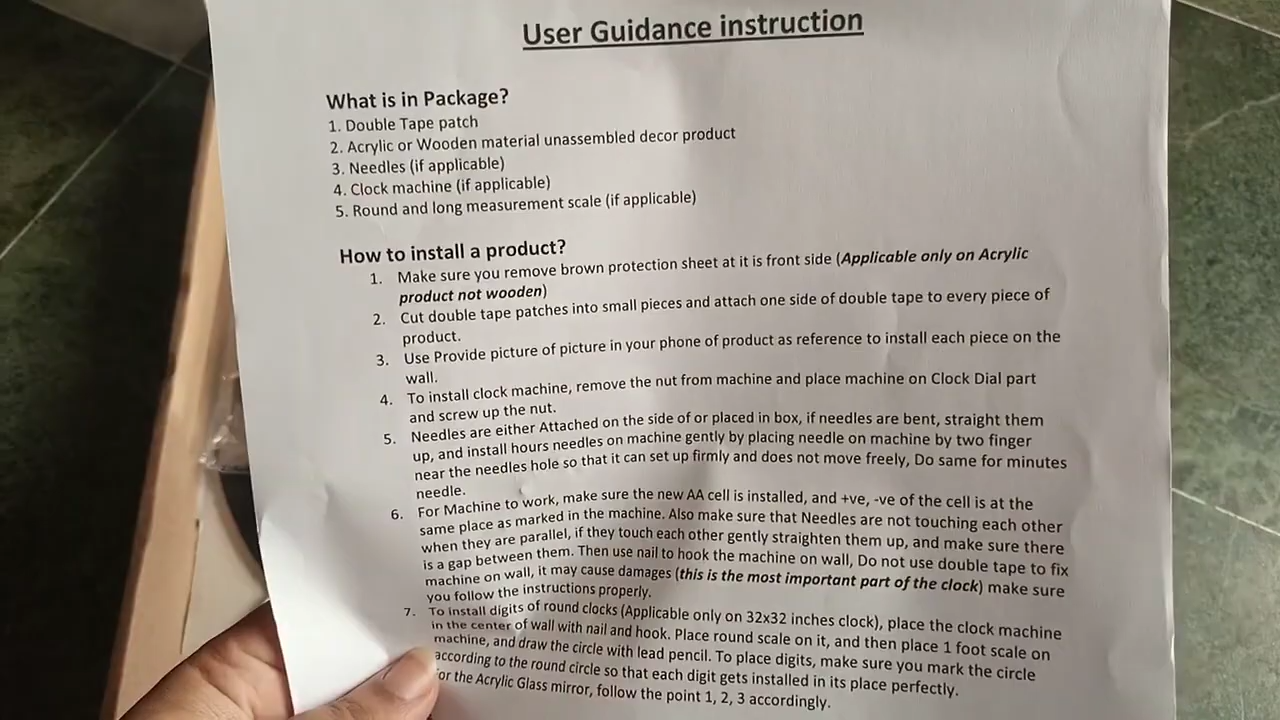 User Guidance instruction
What is in Package?
1. Double Tape patch
2. Acrylic or Wooden material unassembled decor product
3. Needles (if applicable)
4. Clock machine (if applicable)
5. Round and long measurement scale (if applicable)
How to install a product?
1. Make sure you remove brown protection sheet at it is front side (Applicable only on Acrylic
product not wooden)
2. Cut double tape patches into small pieces and attach one side of double tape to every piece of
product.
3. Use Provide picture of picture in your phone of product as reference to install each piece on the
wall.
4. To install clock machine, remove the nut from machine and place machine on Clock Dial part
and screw up the nut.
5. Needles are either Attached on the side of or placed in box, if needles are bent, straight them
up, and install hours needles on machine gently by placing needle on machine by two finger
near the needles hole so that it can set up firmly and does not move freely, Do same for minutes
needle.
6. For Machine to work, make sure the new AA cell is installed, and +ve, -ve of the cell is at the
same place as marked in the machine. Also make sure that Needles are not touching each other
when they are parallel, if they touch each other gently straighten them up, and make sure there
is a gap between them. Then use nail to hook the machine on wall, Do not use double tape to fix
machine on wall, it may cause damages (this is the most important part of the clock) make sure
you follow the instructions properly.
7. To install digits of round clocks (Applicable only on 32x32 inches clock), place the clock machine
in the center of wall with nail and hook. Place round scale on it, and then place 1 foot scale on
machine, and draw the circle with lead pencil. To place digits, make sure you mark the circle
according to the round circle so that each digit gets installed in its place perfectly.
or the Acrylic Glass mirror, follow the point 1, 2, 3 accordingly.